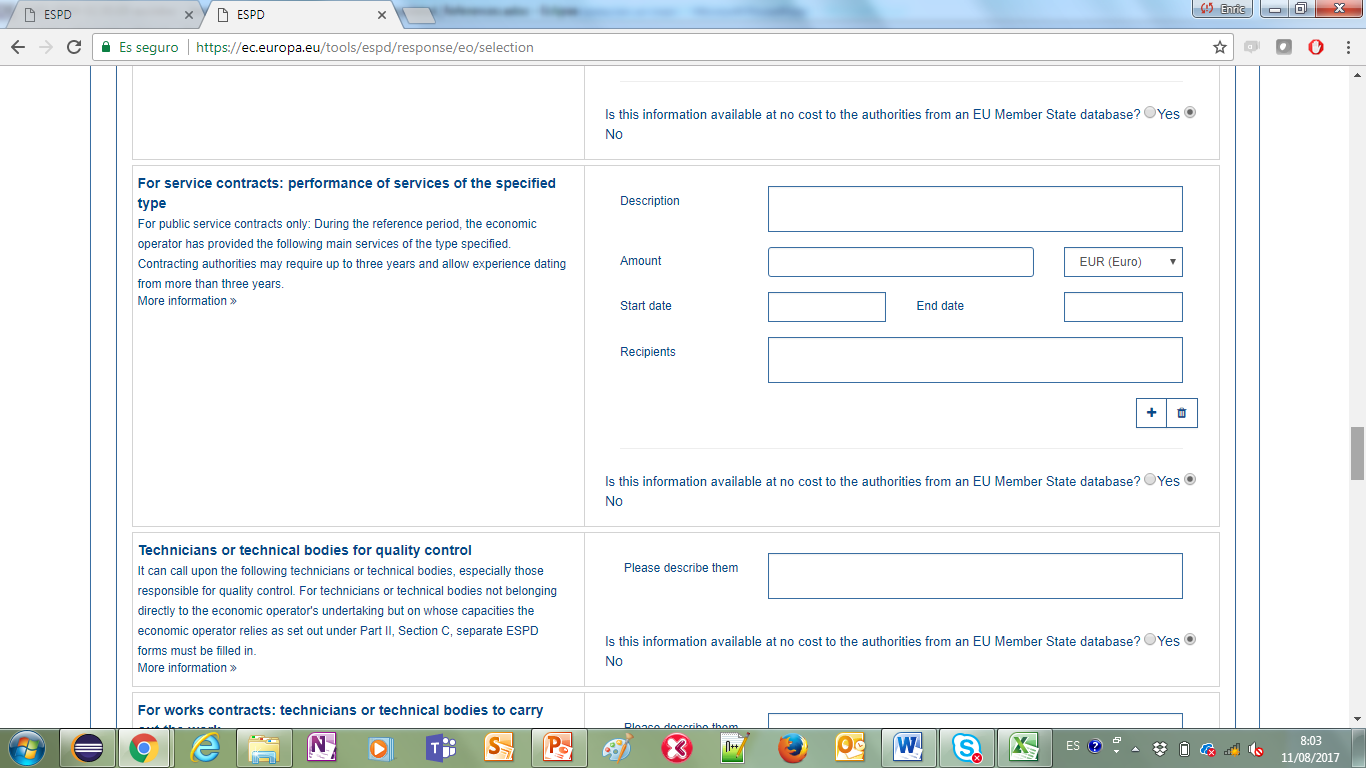 ESPD
ESPD
Enric
Es seguro
https://ec.europa.eu/tools/espd/response/eo/selection
Is this information available at no cost to the authorities from an EU Member State database? Yes
No
For service contracts: performance of services of the specified
type
For public service contracts only: During the reference period, the economic
operator has provided the following main services of the type specified.
Contracting authorities may require up to three years and allow experience dating
from more than three years.
More information »
Description
Amount
EUR (Euro)
Start date
End date
Recipients
Is this information available at no cost to the authorities from an EU Member State database? Yes
No
Technicians or technical bodies for quality control
It can call upon the following technicians or technical bodies, especially those
responsible for quality control. For technicians or technical bodies not belonging
directly to the economic operator's undertaking but on whose capacities the
economic operator relies as set out under Part II, Section C, separate ESPD
forms must be filled in.
More information »
Please describe them
Is this information available at no cost to the authorities from an EU Member State database? Yes
No
For works contracts: technicians or technical bodies to carry
out the work
Please describe them
ES
8:03
11/08/2017